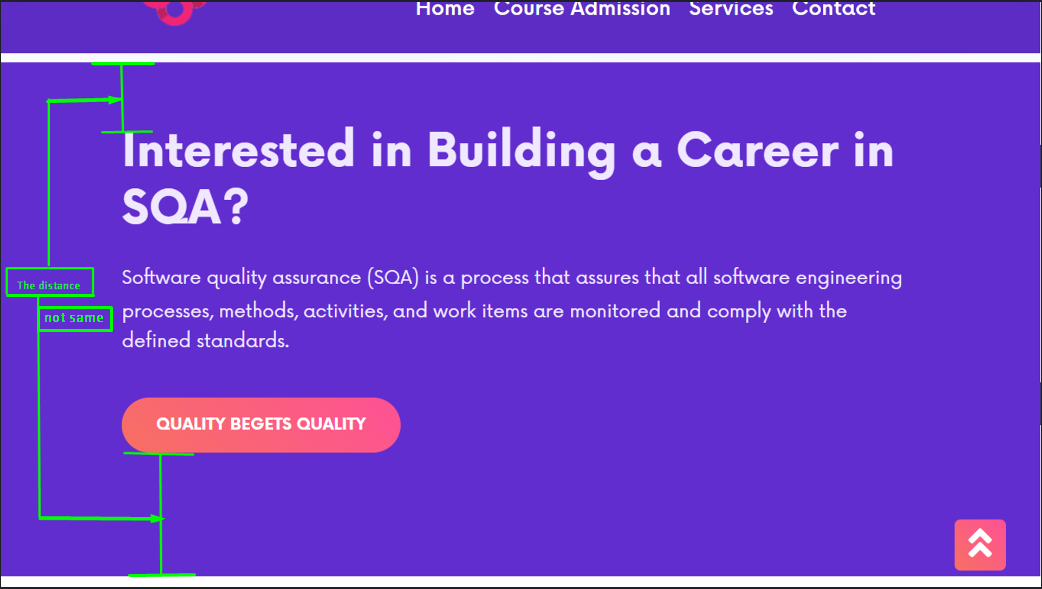 Home Course Admission Services Contact
Interested in Building a Career in
SQA?
The distance
not same
Software quality assurance (SQA) is a process that assures that all software engineering
processes, methods, activities, and work items are monitored and comply with the
defined standards.
QUALITY BEGETS QUALITY